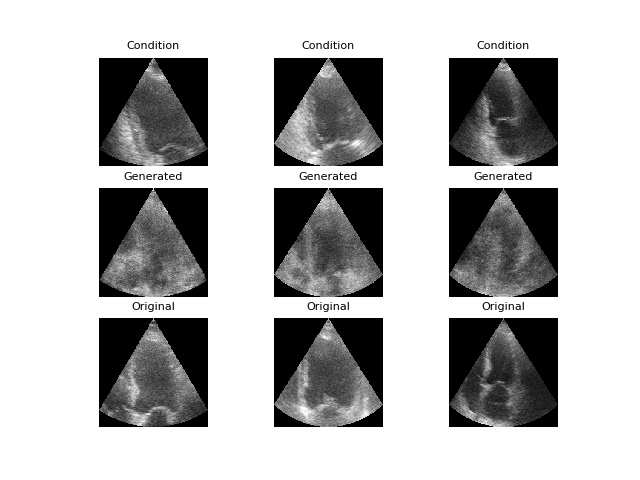 Condition Condition Condition
Generated Generated Generated
Original Original Original